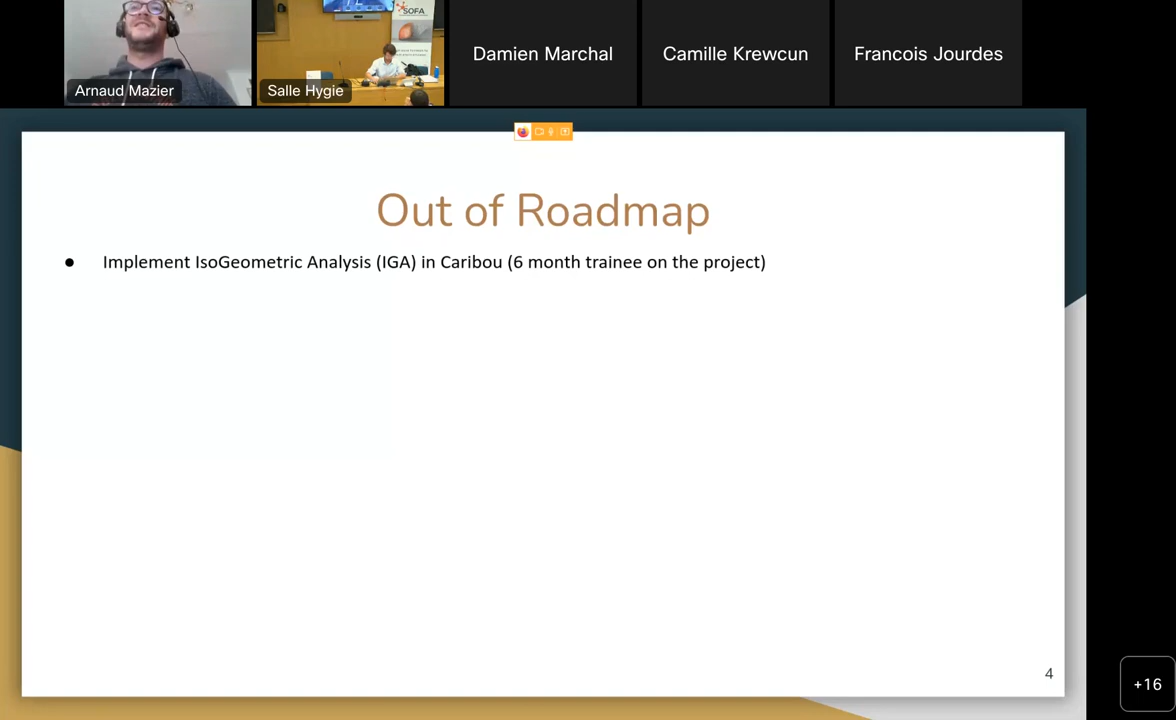 SOFA
Arnaud Mazier
Salle Hygie
Damien Marchal
Camille Krewcun
Francois Jourdes
Out of Roadmap
● Implement IsoGeometric Analysis (IGA) in Caribou (6 month trainee on the project)
4
+16